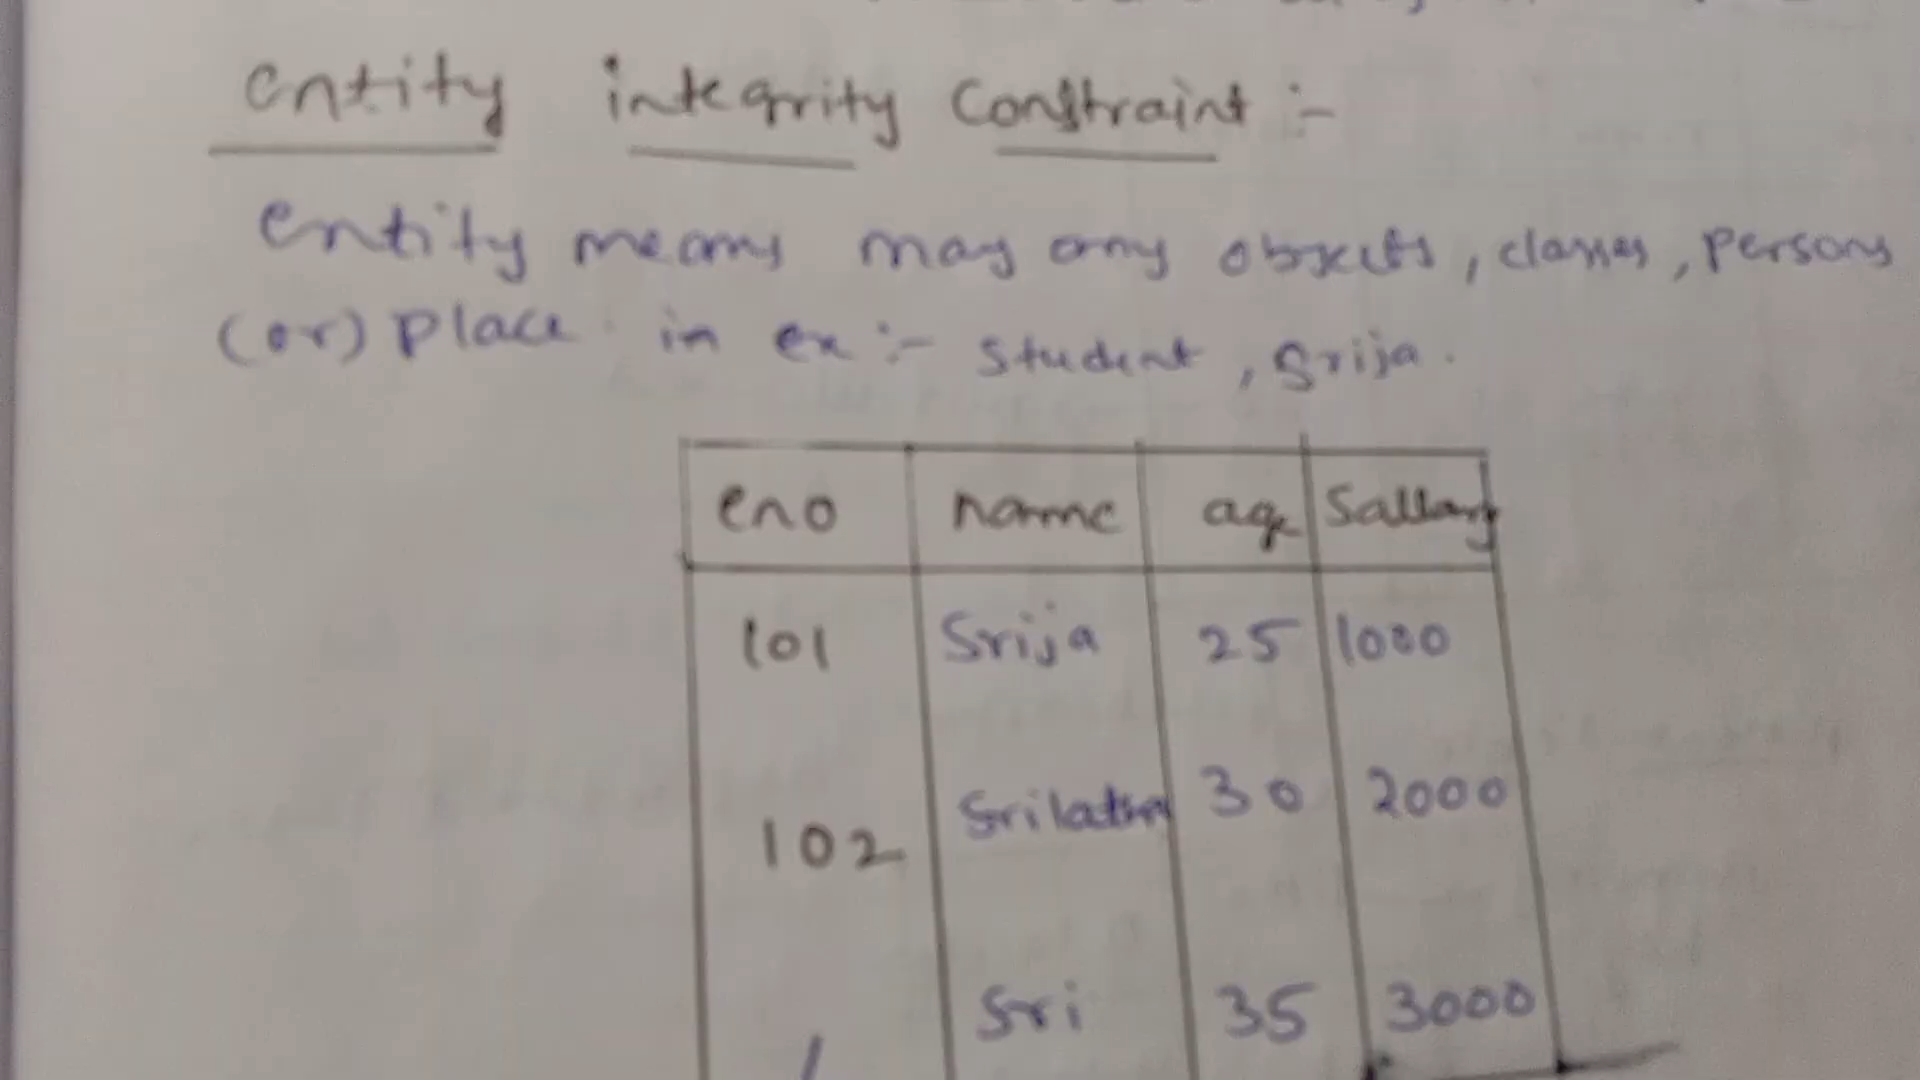 entity integrity Constraint :-
entity means may any objects, classes, persons
(or) place in ex :- student, Srija.
eno name age Sallary
101 Srija 25 1000
102 Srilatha 30 2000
Sri 35 3000